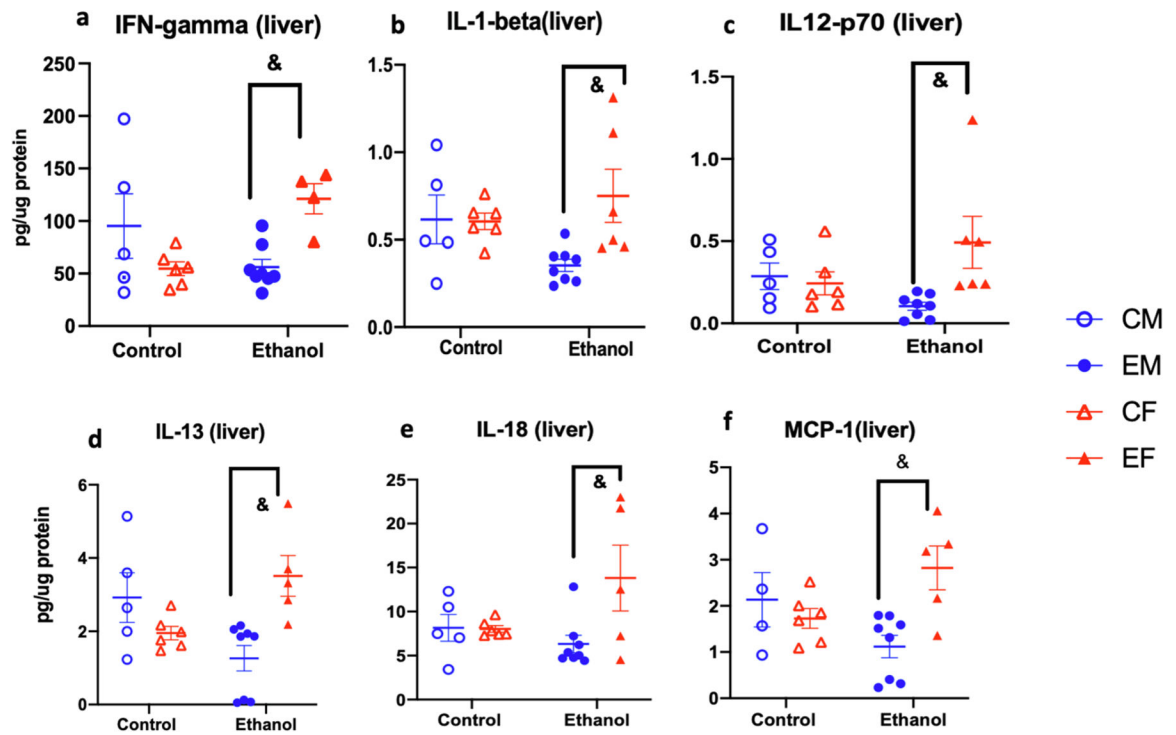 a IFN-gamma (liver)
b IL-1-beta(liver)
c IL12-p70 (liver)
pg/ug protein
250
200
150
100
50
0
&
Control Ethanol
1.5
1.0
0.5
0.0
&
Control Ethanol
1.5
1.0
0.5
0.0
&
Control Ethanol
CM
EM
CF
EF
d IL-13 (liver)
e IL-18 (liver)
f MCP-1(liver)
pg/ug protein
6
4
2
0
&
Control Ethanol
25
20
15
10
5
0
&
Control Ethanol
5
4
3
2
1
0
&
Control Ethanol